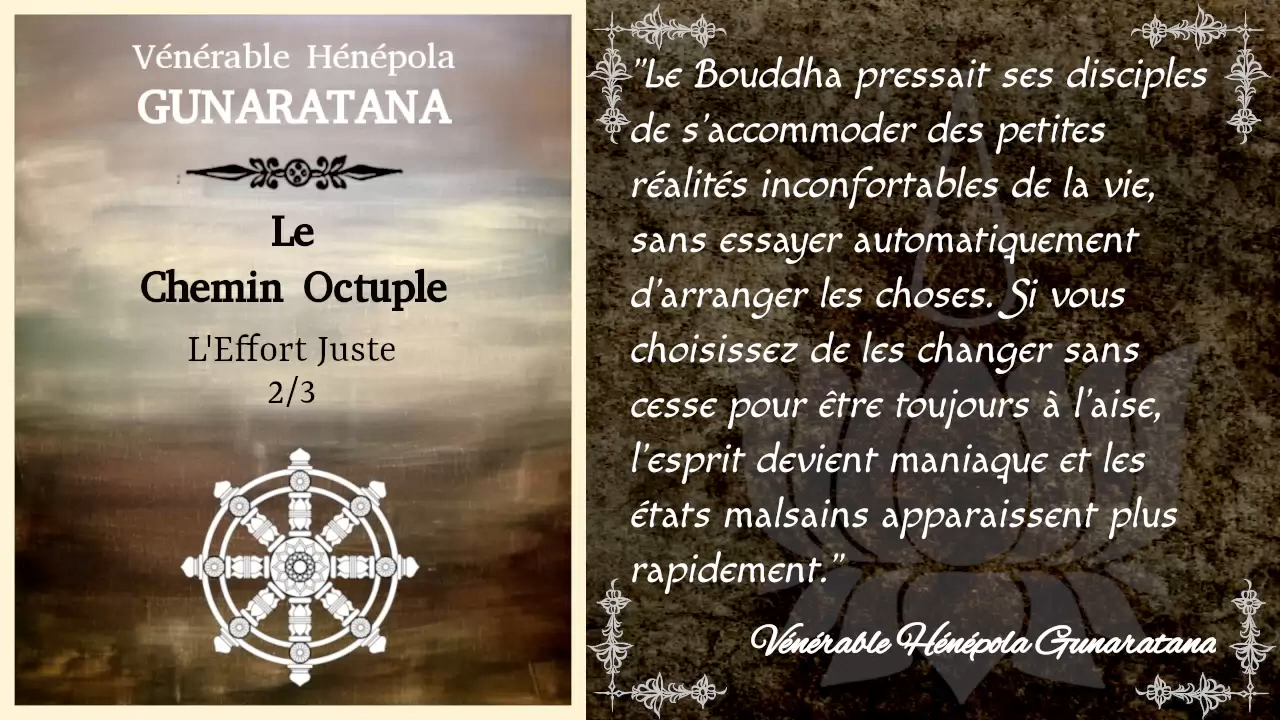 Vénérable Hénépola
GUNARATANA
Le
Chemin Octuple
L'Effort Juste
2/3
"Le Bouddha pressait ses disciples
de s'accommoder des petites
réalités inconfortables de la vie,
sans essayer automatiquement
d'arranger les choses. Si vous
choisissez de les changer sans
cesse pour être toujours à l'aise,
l'esprit devient maniaque et les
états malsains apparaissent plus
rapidement."
Vénérable Hénépola Gunaratana